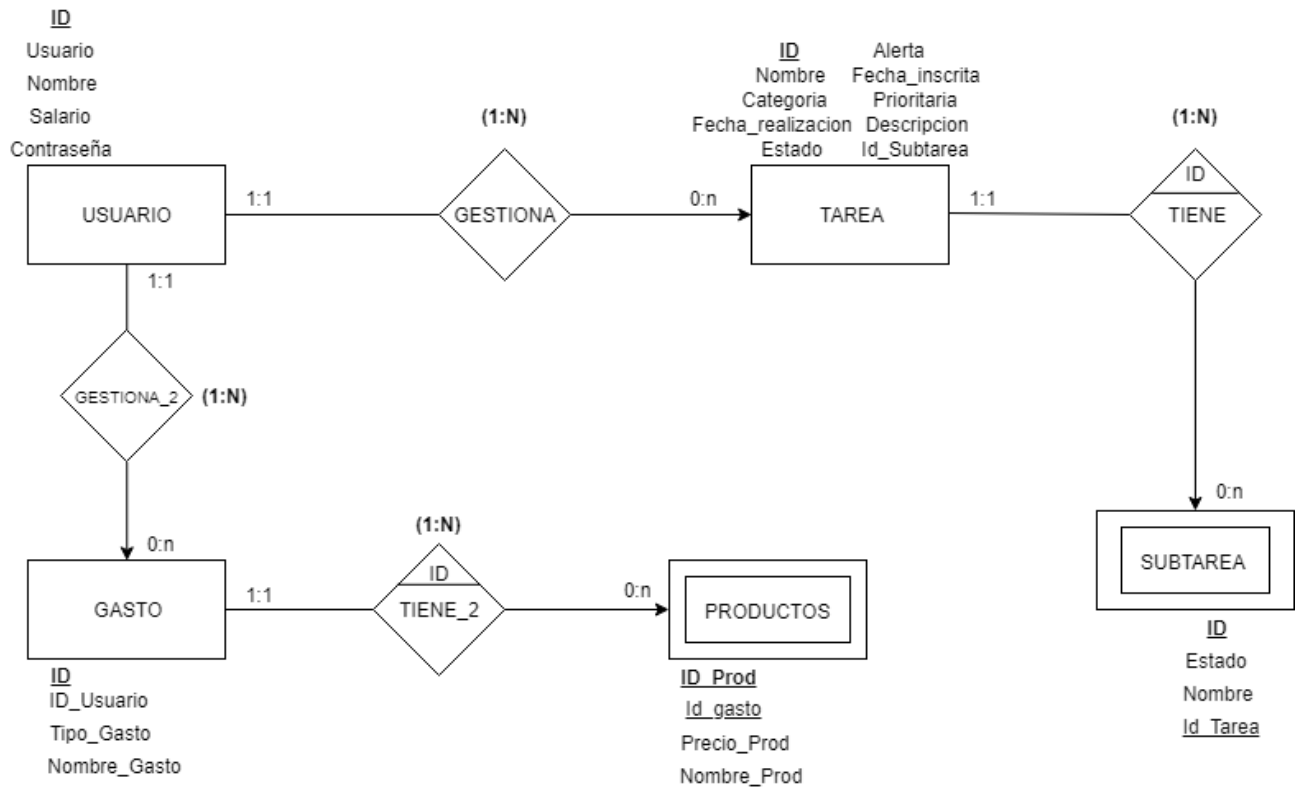 ID
Usuario
Nombre
Salario
Contraseña
USUARIO
1:1
(1:N)
GESTIONA
0:n
ID
Nombre
Categoria
Fecha_realizacion
Estado
Alerta
Fecha_inscrita
Prioritaria
Descripcion
Id_Subtarea
TAREA
1:1
(1:N)
ID
TIENE
1:1
GESTIONA_2
(1:N)
0:n
GASTO
ID
ID_Usuario
Tipo_Gasto
Nombre_Gasto
1:1
(1:N)
ID
TIENE_2
0:n
PRODUCTOS
ID_Prod
Id_gasto
Precio_Prod
Nombre_Prod
0:n
SUBTAREA
ID
Estado
Nombre
Id_Tarea